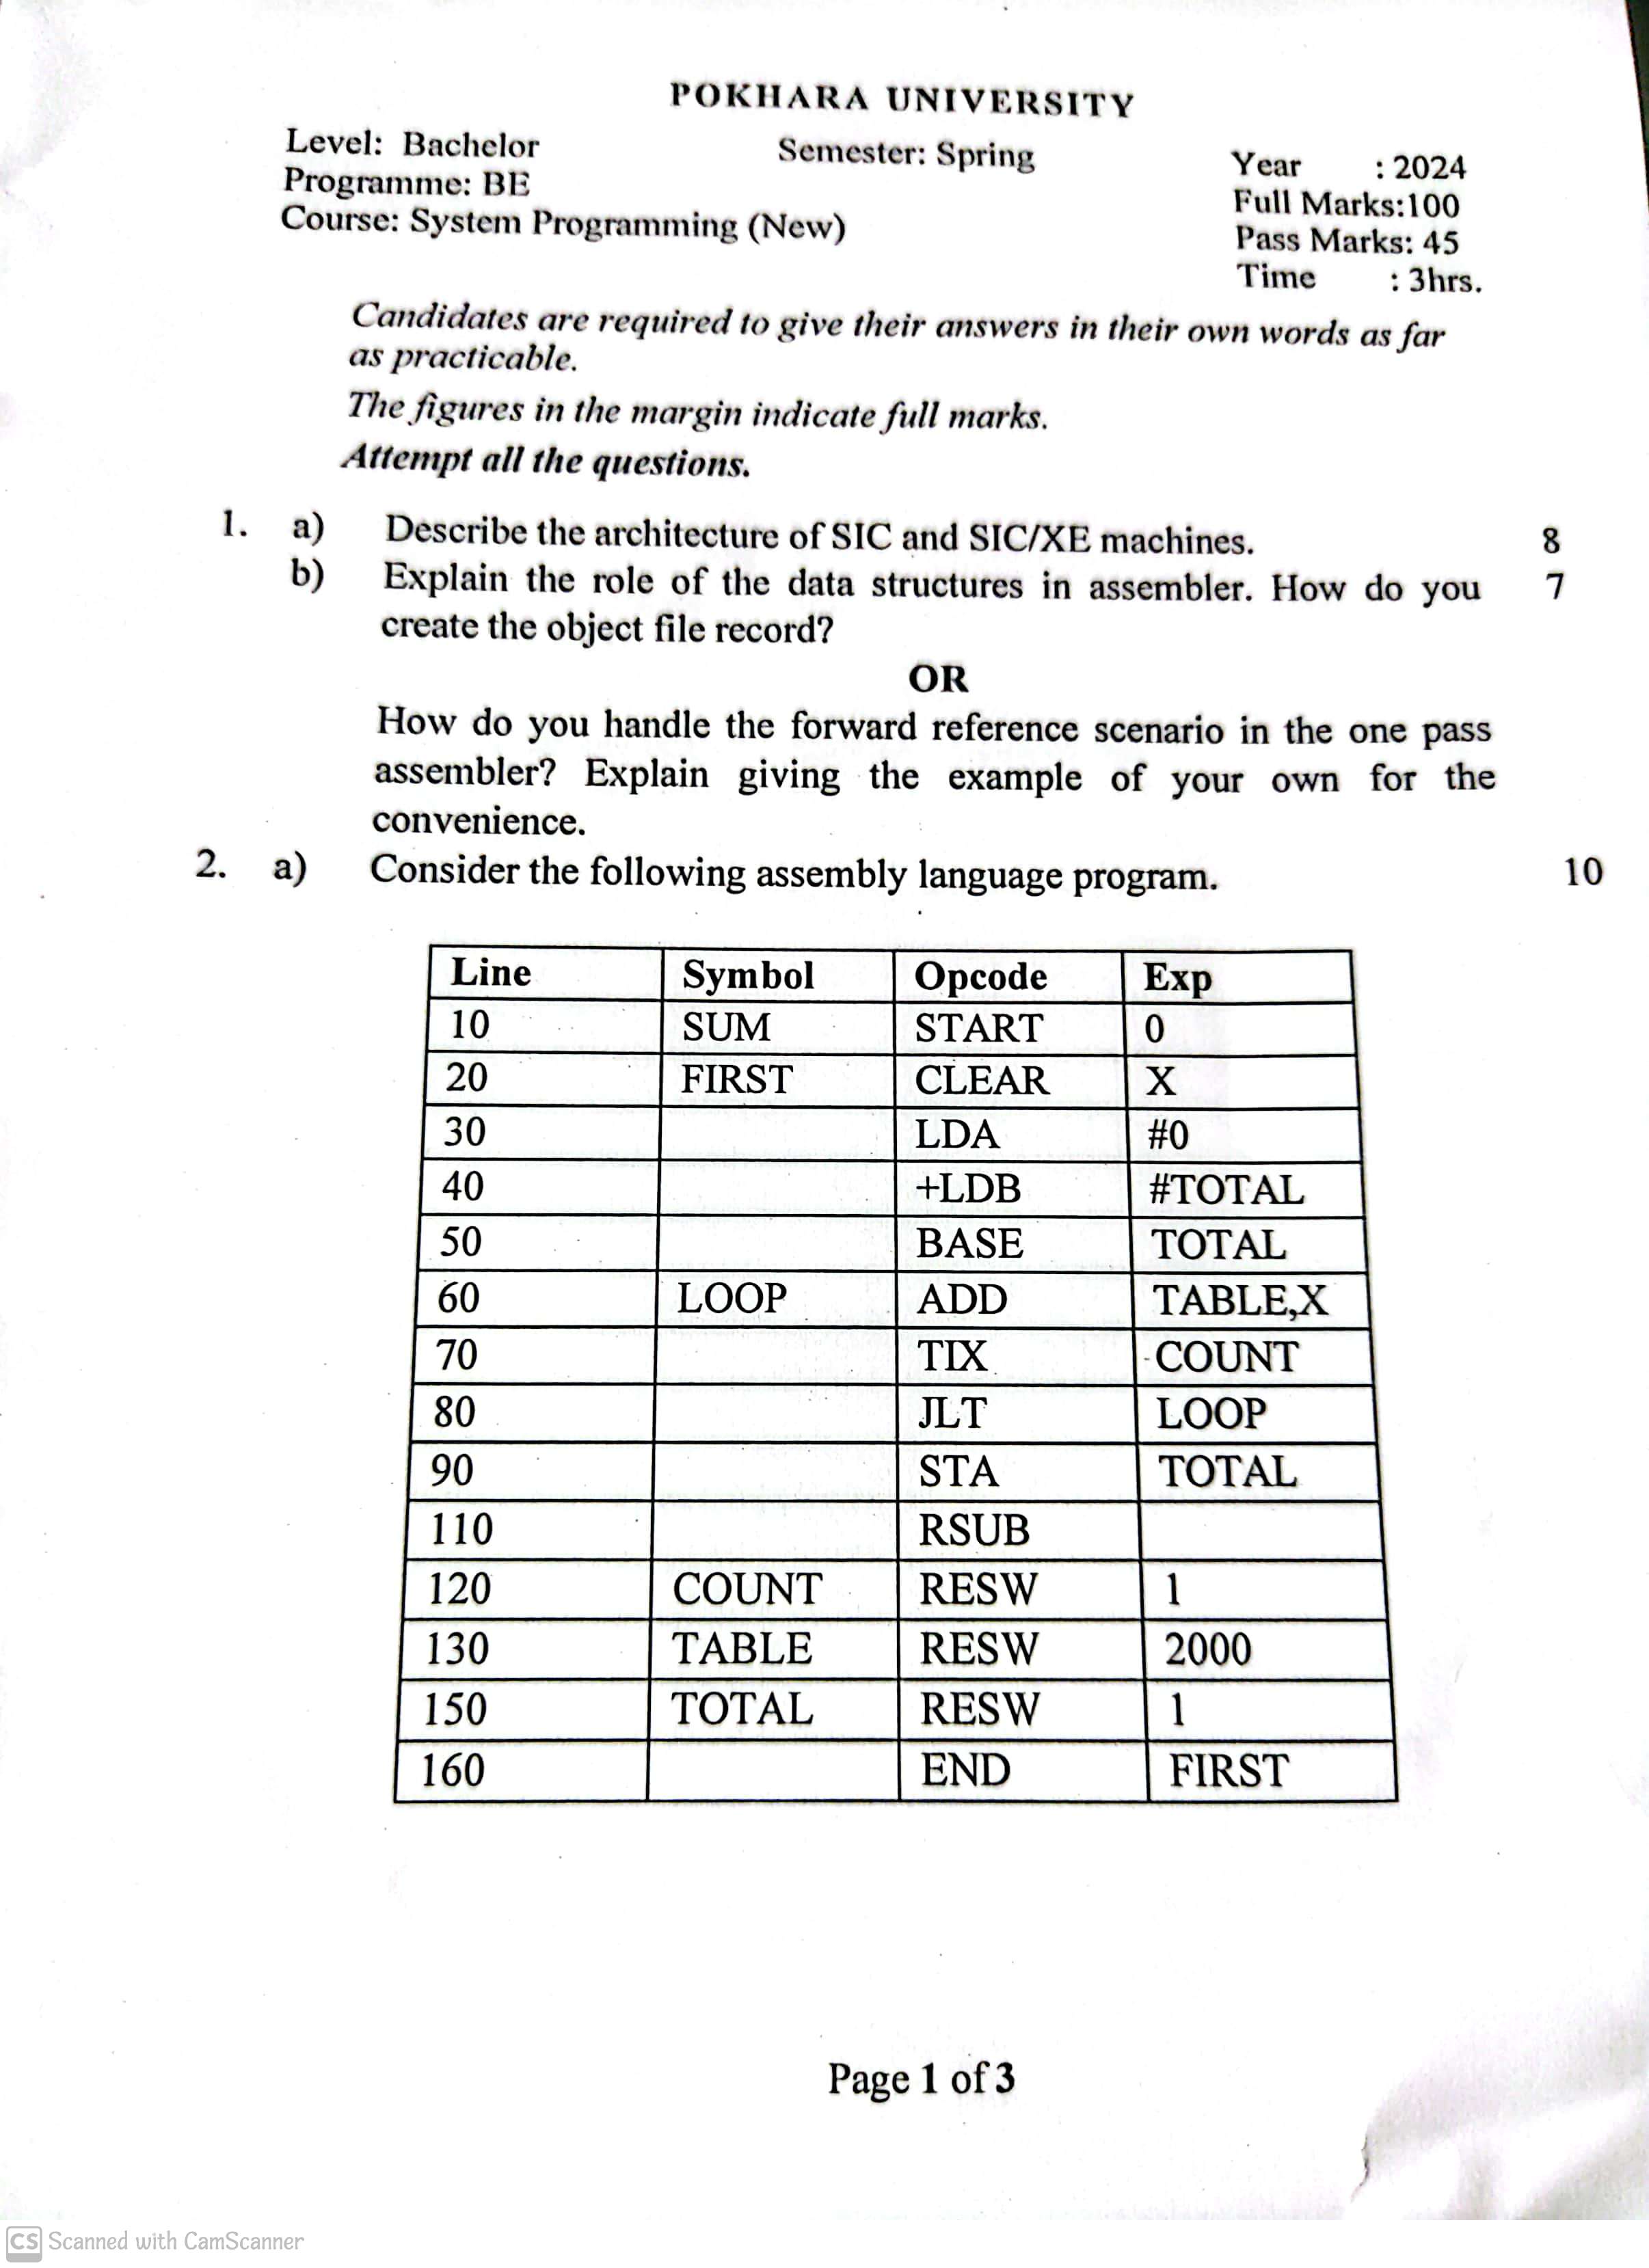 POKHARA UNIVERSITY
Level: Bachelor Semester: Spring Year : 2024
Programme: BE Full Marks:100
Course: System Programming (New) Pass Marks: 45
Time : 3hrs.
Candidates are required to give their answers in their own words as far
as practicable.
The figures in the margin indicate full marks.
Attempt all the questions.
1. a) Describe the architecture of SIC and SIC/XE machines. 8
b) Explain the role of the data structures in assembler. How do you 7
create the object file record?
OR
How do you handle the forward reference scenario in the one pass
assembler? Explain giving the example of your own for the
convenience.
2. a) Consider the following assembly language program. 10
Line Symbol Opcode Exp
10 SUM START 0
20 FIRST CLEAR X
30 LDA #0
40 +LDB #TOTAL
50 BASE TOTAL
60 LOOP ADD TABLE,X
70 TIX COUNT
80 JLT LOOP
90 STA TOTAL
110 RSUB
120 COUNT RESW 1
130 TABLE RESW 2000
150 TOTAL RESW 1
160 END FIRST
Page 1 of 3
CS Scanned with CamScanner